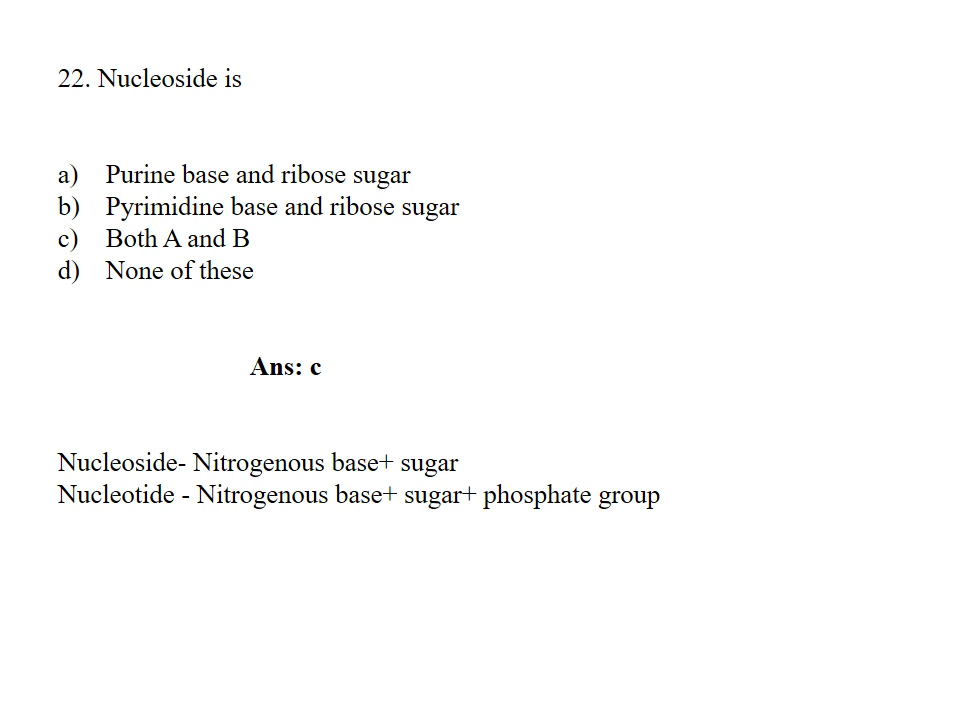 22. Nucleoside is
a) Purine base and ribose sugar
b) Pyrimidine base and ribose sugar
c) Both A and B
d) None of these
Ans: c
Nucleoside- Nitrogenous base+ sugar
Nucleotide - Nitrogenous base+ sugar+ phosphate group